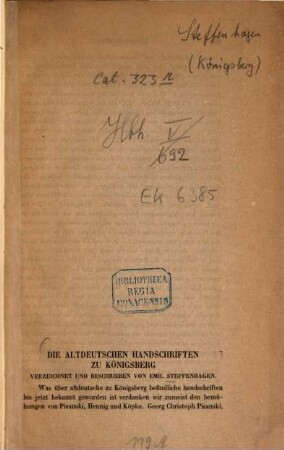 Steffenhagen
(Königsberg)
Cat. 323 n
Hbh. V/
692
EK 6385
BIBLIOTHECA
REGIA
MONACENSIS
DIE ALTDEUTSCHEN HANDSCHRIFTEN
ZU KÖNIGSBERG
VERZEICHNET UND BESCHRIEBEN VON EMIL STEFFENHAGEN.
Was über altdeutsche zu Königsberg befindliche handschriften
bis jetzt bekannt geworden ist verdanken wir zumeist den bemü-
hungen von Pisanski, Hennig und Köpke. Georg Christoph Pisanski,